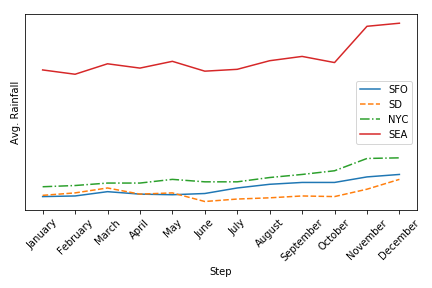 Avg. Rainfall
SFO
SD
NYC
SEA
January
February
March
April
May
June
July
August
September
October
November
December
Step